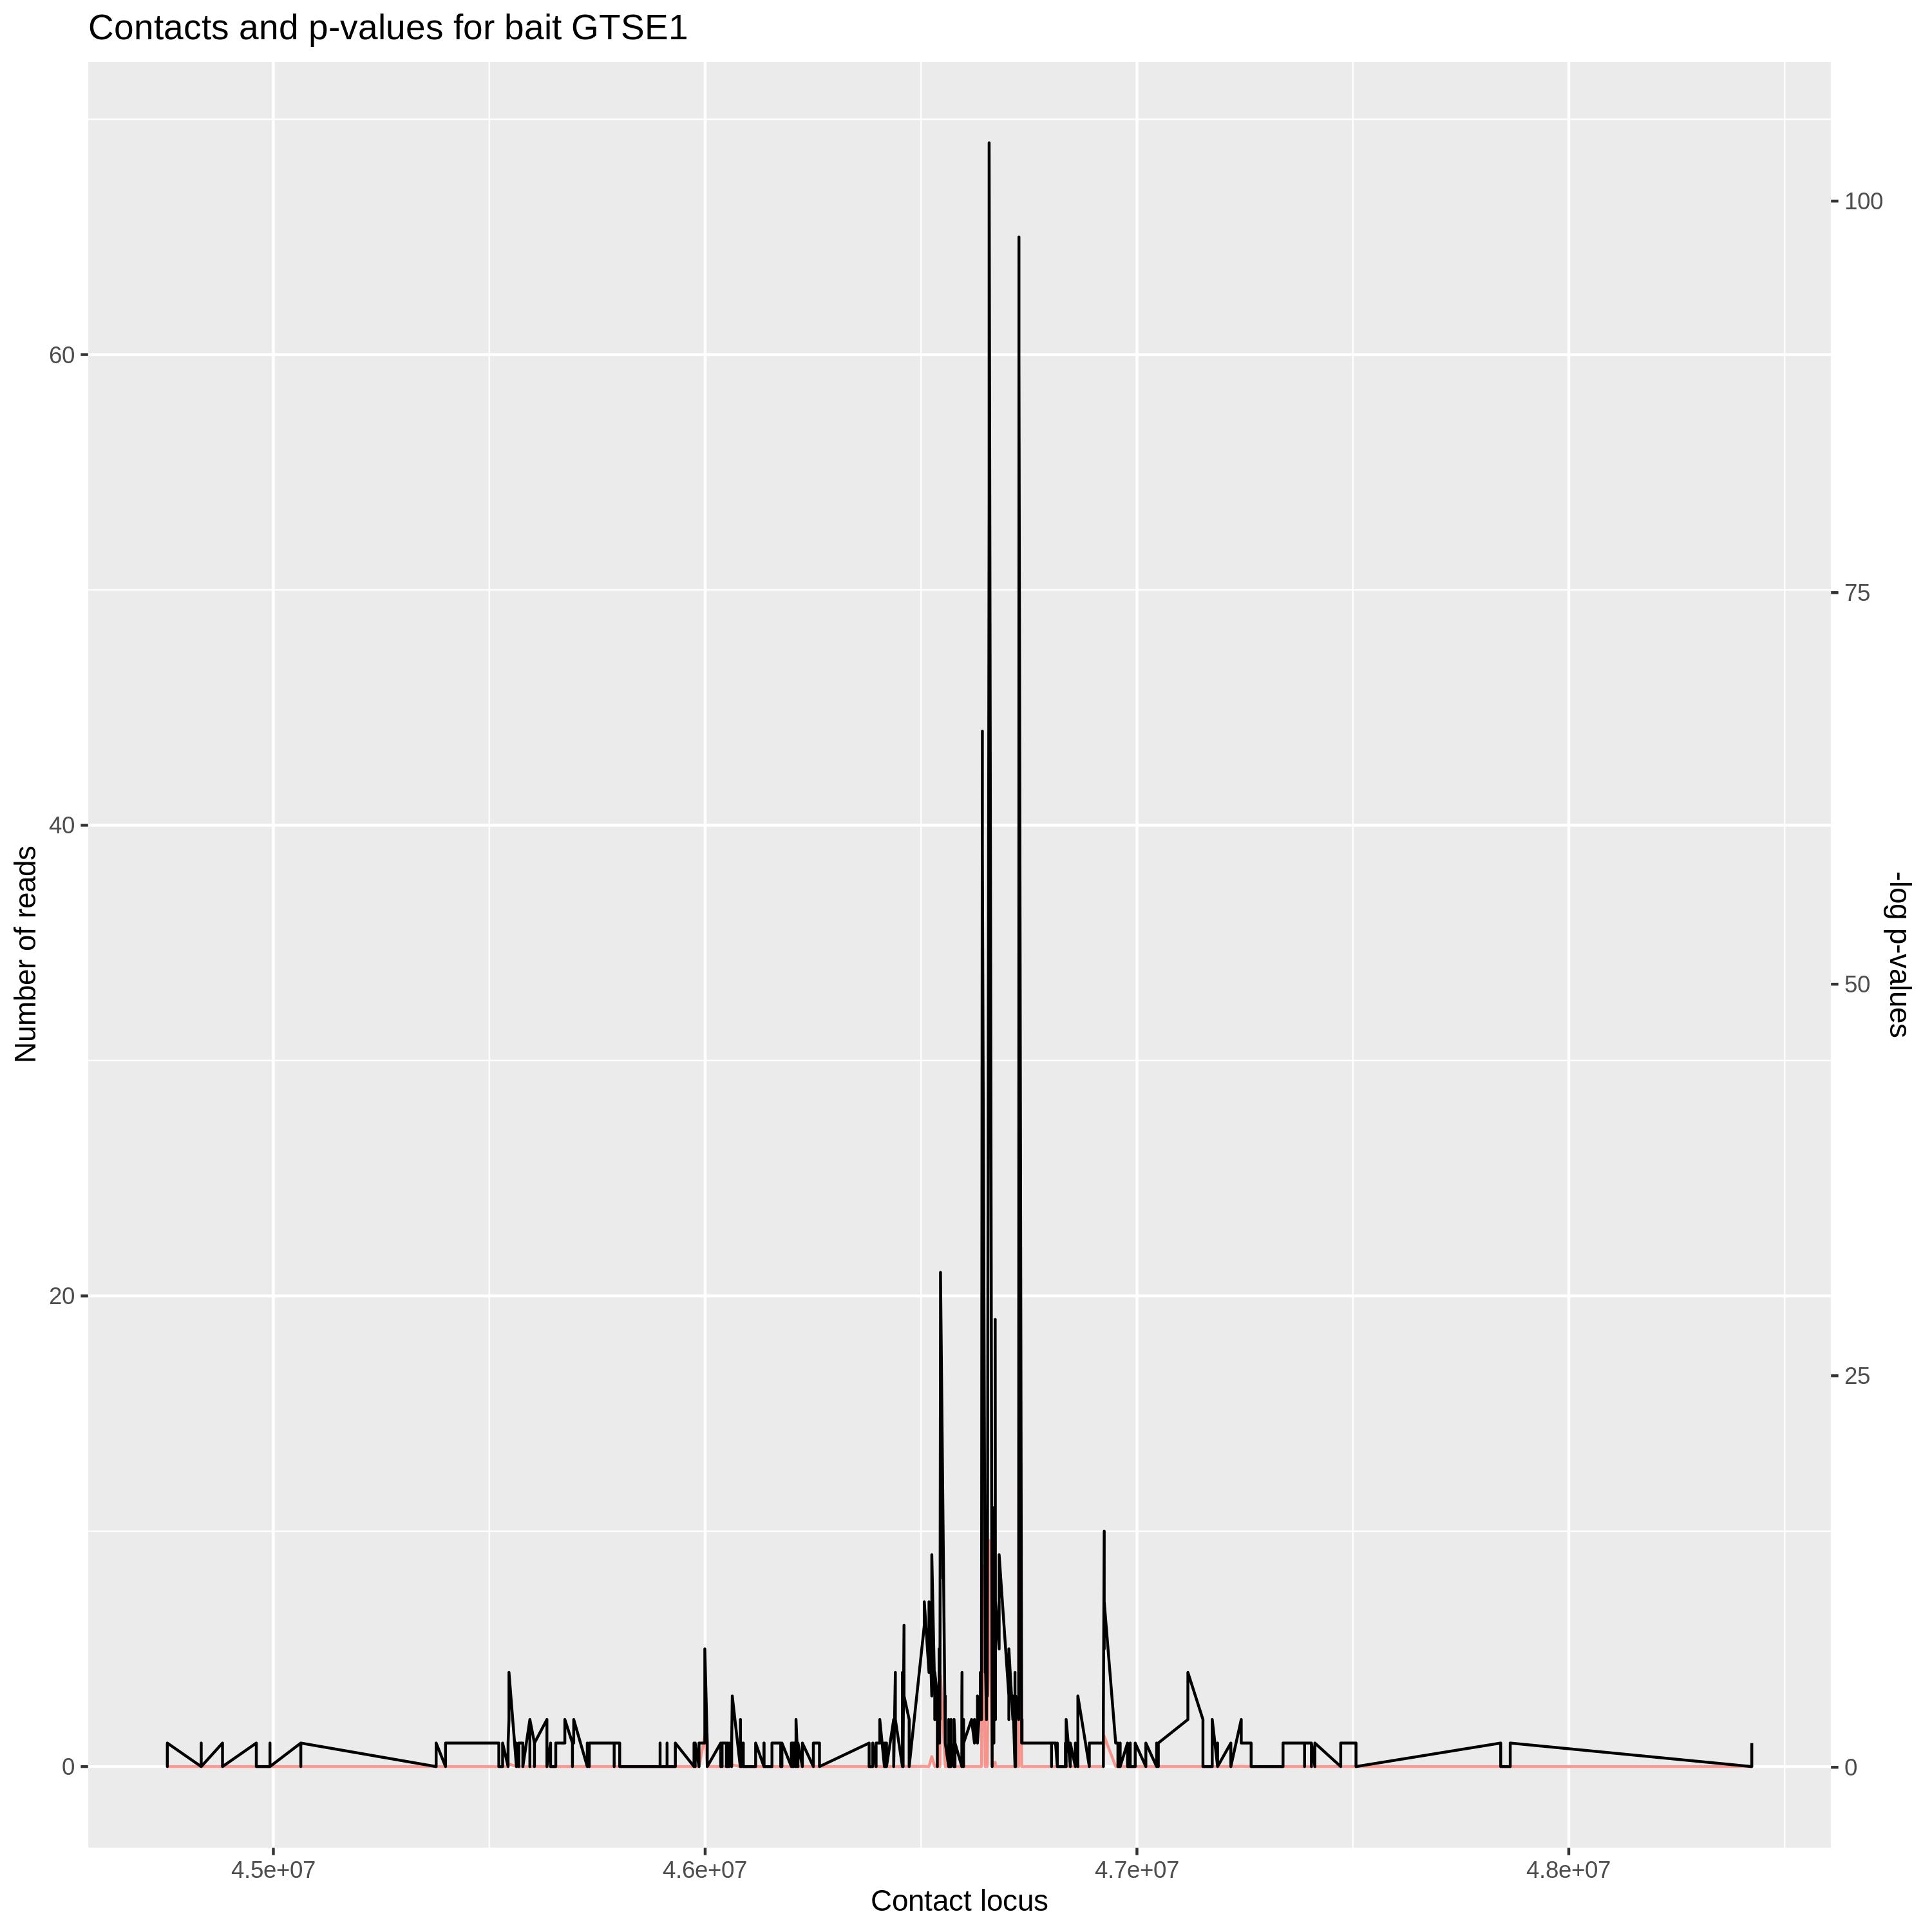 Contacts and p-values for bait GTSE1
Number of reads
60
40
20
0
100
75
50
25
0
-log p-values
4.5e+07 4.6e+07 4.7e+07 4.8e+07
Contact locus